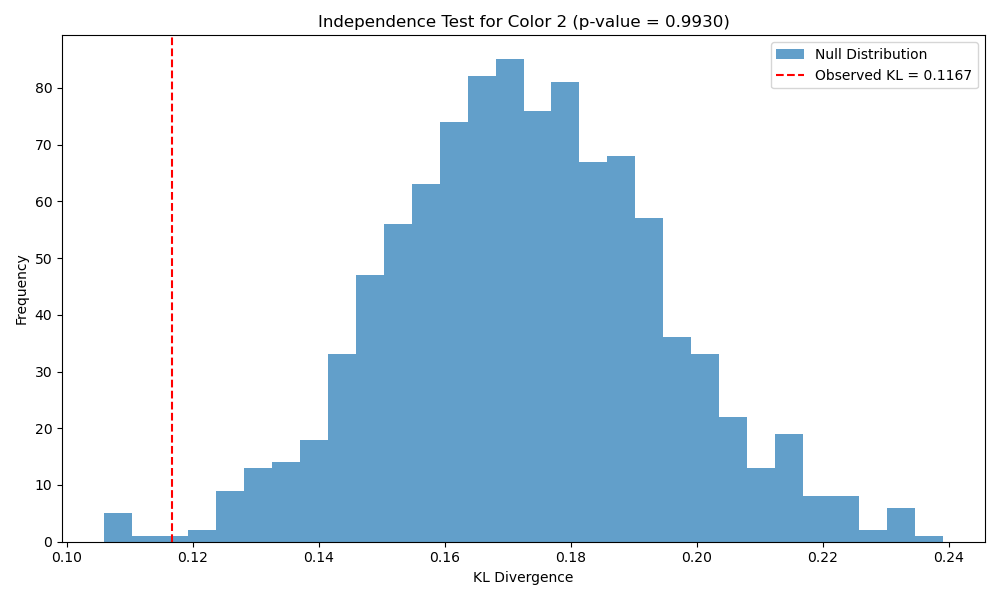 Independence Test for Color 2 (p-value = 0.9930)
Null Distribution
Observed KL = 0.1167
Frequency
80
70
60
50
40
30
20
10
0
0.10 0.12 0.14 0.16 0.18 0.20 0.22 0.24
KL Divergence